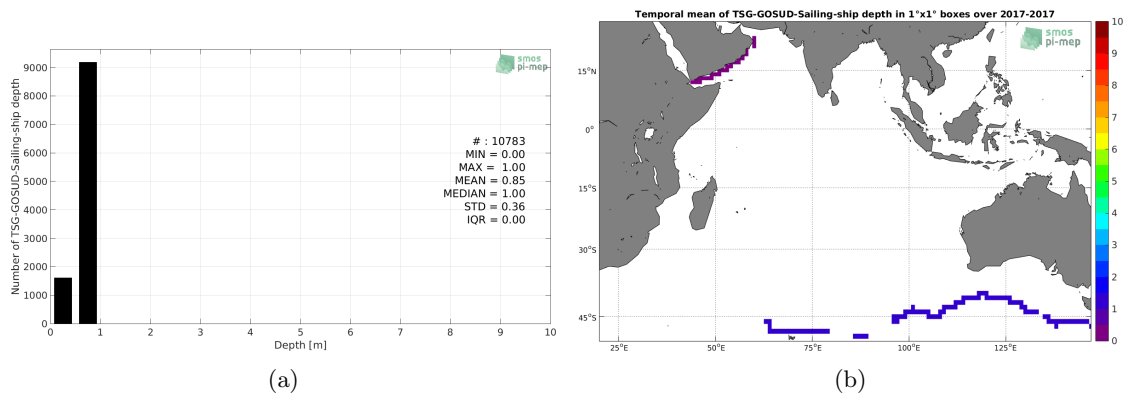 Temporal mean of TSG-GOSUD-Sailing-ship depth in 1°x1° boxes over 2017-2017
smos
pi-mep
Number of TSG-GOSUD-Sailing-ship depth
9000
8000
7000
6000
5000
4000
3000
2000
1000
0
# : 10783
MIN = 0.00
MAX = 1.00
MEAN = 0.85
MEDIAN = 1.00
STD = 0.36
IQR = 0.00
0 1 2 3 4 5 6 7 8 9 10
Depth [m]
(a)
smos
pi-mep
15°N
0°
15°S
30°S
45°S
25°E 50°E 75°E 100°E 125°E
10
9
8
7
6
5
4
3
2
1
0
(b)